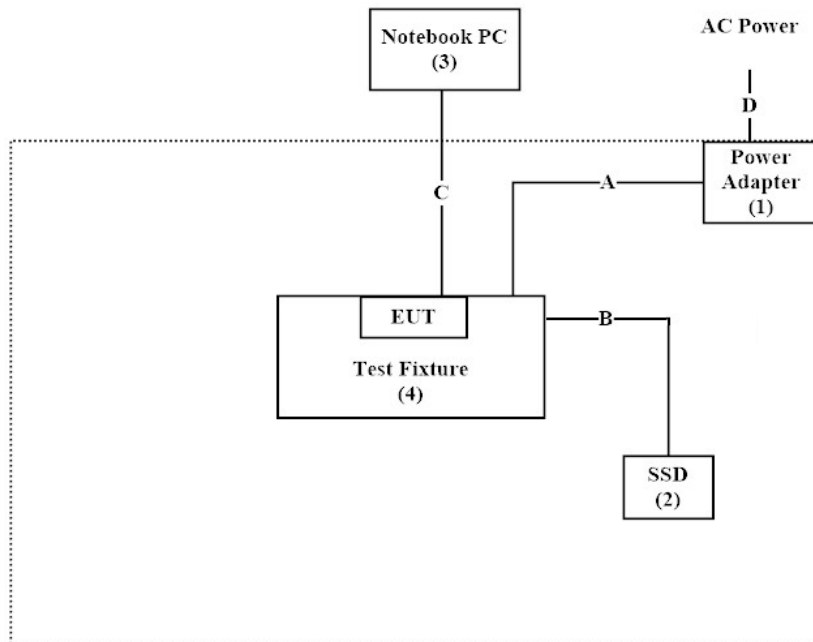 Notebook PC
(3)
AC Power
D
Power
Adapter
(1)
A
C
EUT
B
Test Fixture
(4)
SSD
(2)